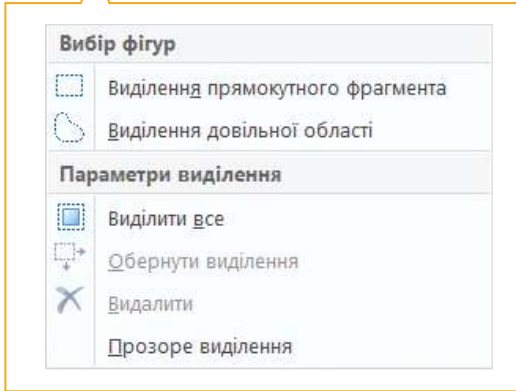 Вибір фігур
Виділення прямокутного фрагмента
Виділення довільної області
Параметри виділення
Виділити все
Обернути виділення
Видалити
Прозоре виділення